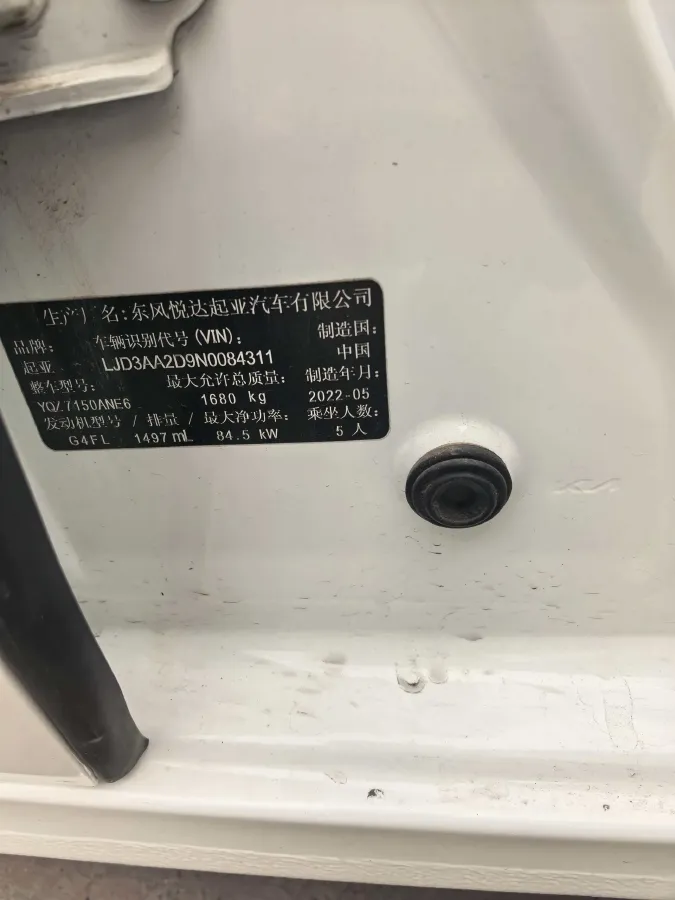 生产厂名:东风悦达起亚汽车有限公司
品牌: 车辆识别代号(VIN): 制造国:
起亚 LJD3AA2D9N0084311 中国
整车型号: 最大允许总质量: 制造年月:
YQZ7150ANE6 1680 kg 2022-05
发动机型号 / 排量 / 最大净功率: 乘坐人数:
G4FL 1497 mL 84.5 kW 5 人